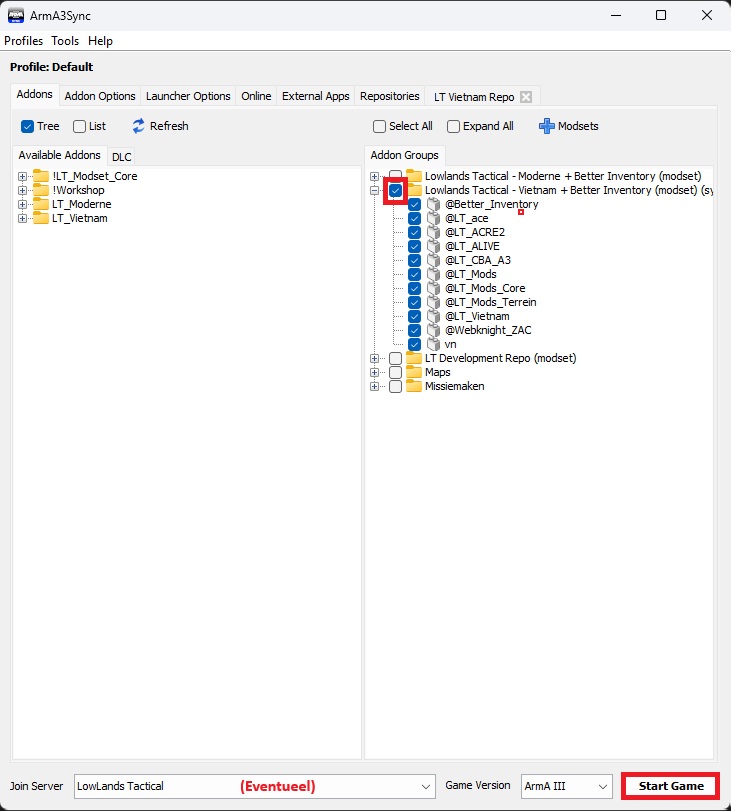 ArmA3Sync
Profiles Tools Help
Profile: Default
Addons Addon Options Launcher Options Online External Apps Repositories LT Vietnam Repo
Tree List Refresh
Select All Expand All Modsets
Available Addons DLC
!LT_Modset_Core
!Workshop
LT_Moderne
LT_Vietnam
Addon Groups
Lowlands Tactical - Moderne + Better Inventory (modset)
Lowlands Tactical - Vietnam + Better Inventory (modset) (sy
@Better_Inventory
@LT_ace
@LT_ACRE2
@LT_ALIVE
@LT_CBA_A3
@LT_Mods
@LT_Mods_Core
@LT_Mods_Terrein
@LT_Vietnam
@Webknight_ZAC
vn
LT Development Repo (modset)
Maps
Missiemaken
Join Server LowLands Tactical (Eventueel) Game Version ArmA III Start Game